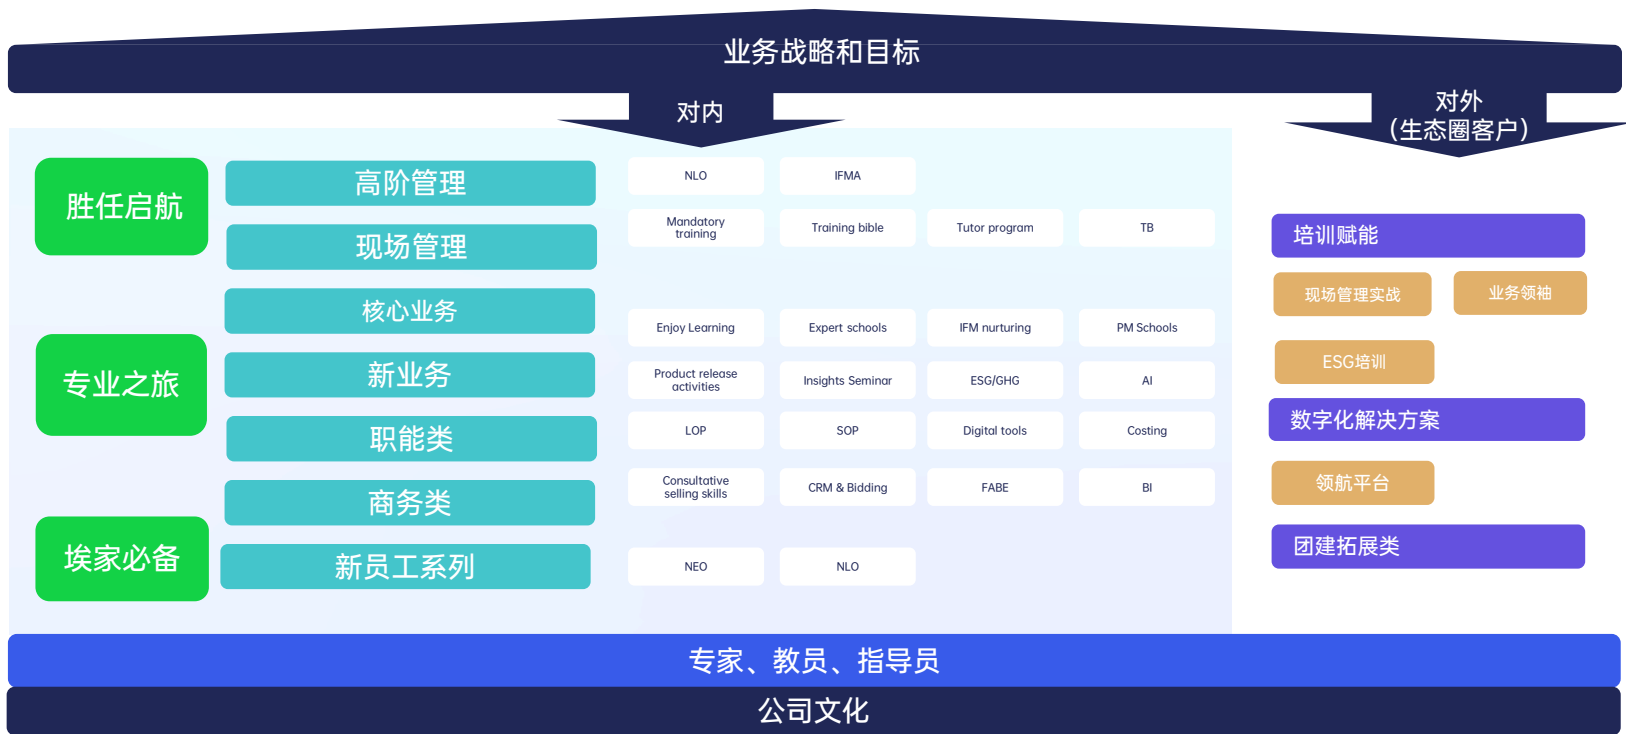 业务战略和目标
对内
对外
（生态圈客户）
胜任启航
高阶管理
NLO
IFMA
现场管理
Mandatory
training
Training bible
Tutor program
TB
核心业务
Enjoy Learning
Expert schools
IFM nurturing
PM Schools
专业之旅
新业务
Product release
activities
Insights Seminar
ESG/GHG
AI
职能类
LOP
SOP
Digital tools
Costing
商务类
Consultative
selling skills
CRM & Bidding
FABE
BI
埃家必备
新员工系列
NEO
NLO
培训赋能
现场管理实战
业务领袖
ESG培训
数字化解决方案
领航平台
团建拓展类
专家、教员、指导员
公司文化